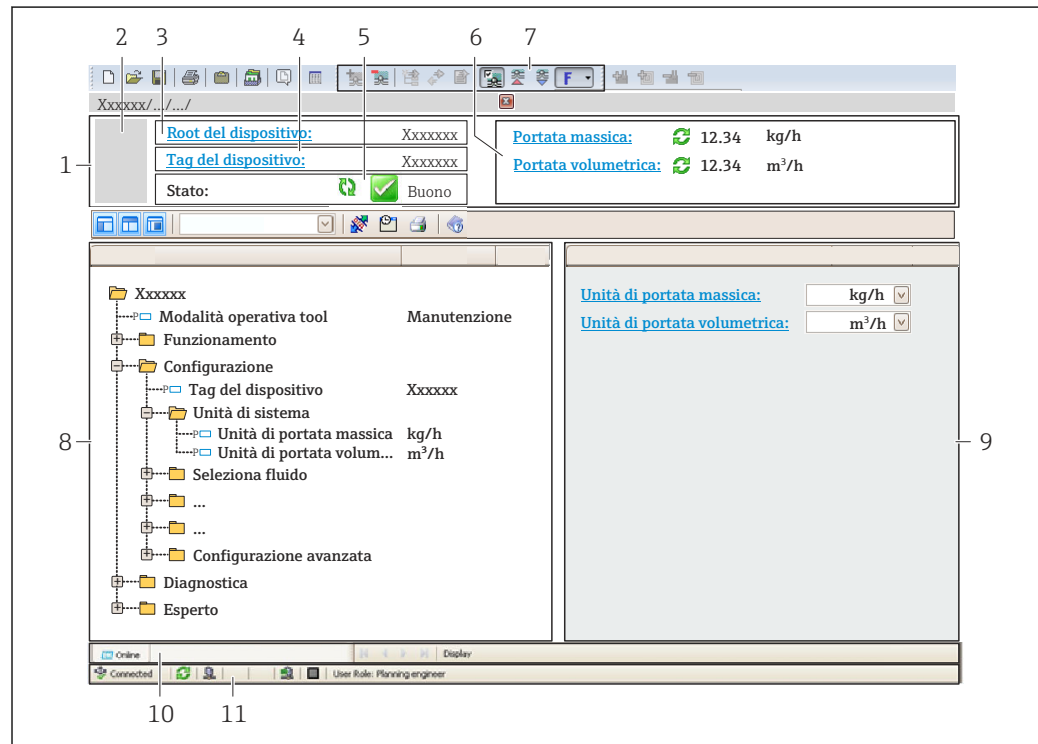 2 3 4 5 6 7
F
Xxxxxx/.../.../
1
Root del dispositivo: Xxxxxxx
Tag del dispositivo: Xxxxxxx
Stato: Buono
Portata massica: 12.34 kg/h
Portata volumetrica: 12.34 m³/h
Xxxxxx
Modalità operativa tool Manutenzione
Funzionamento
Configurazione
Tag del dispositivo Xxxxxx
Unità di sistema
Unità di portata massica kg/h
Unità di portata volum... m³/h
Seleziona fluido
...
...
Configurazione avanzata
Diagnostica
Esperto
8
Unità di portata massica: kg/h
Unità di portata volumetrica: m³/h
9
Online Display
Connected User Role: Planning engineer
10 11